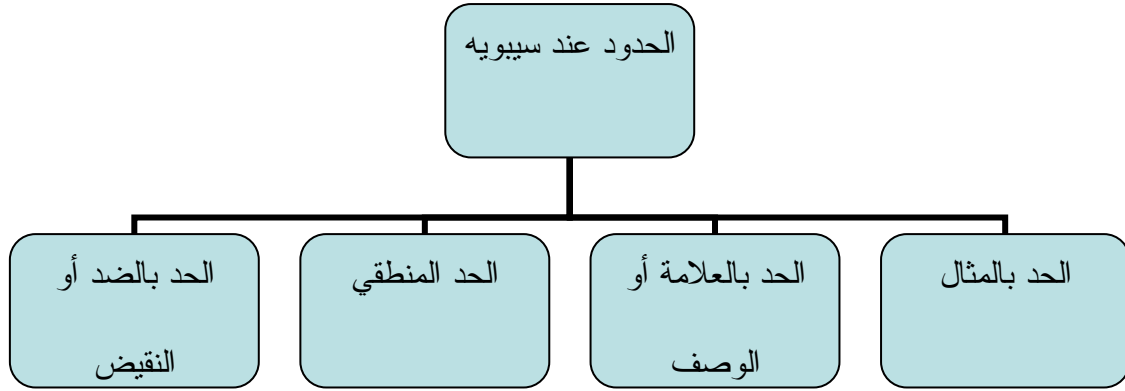 الحدود عند سيبويه
الحد بالمثال
الحد بالعلامة أو
الوصف
الحد المنطقي
الحد بالضد أو
النقيض